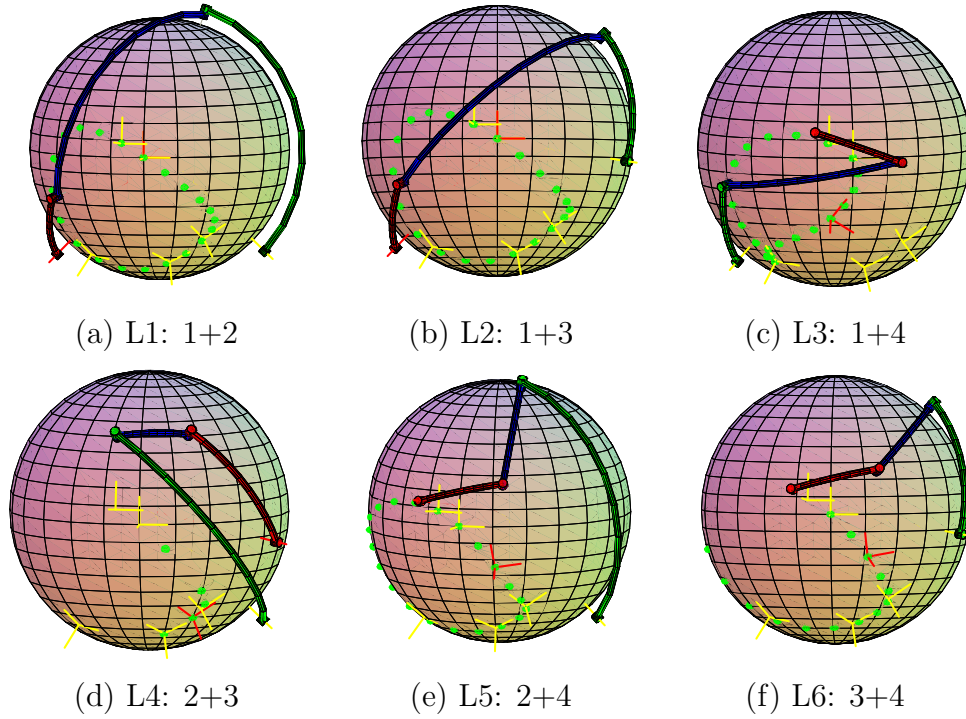 (a) L1: 1+2
(b) L2: 1+3
(c) L3: 1+4
(d) L4: 2+3
(e) L5: 2+4
(f) L6: 3+4